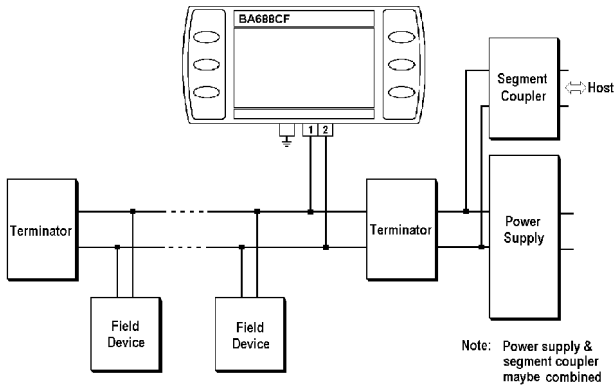 BA688CF
1 2
Segment
Coupler
Host
Terminator
Terminator
Power
Supply
Field
Device
Field
Device
Note: Power supply &
segment coupler
maybe combined